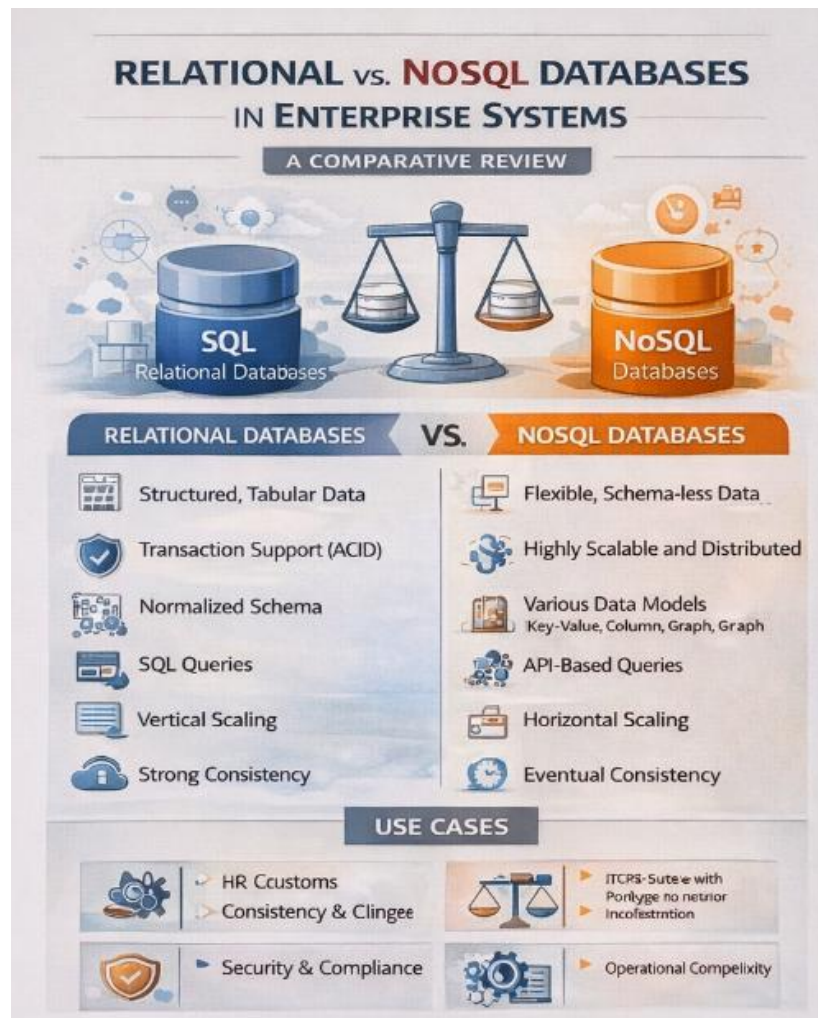 RELATIONAL vs. NOSQL DATABASES
IN ENTERPRISE SYSTEMS
A COMPARATIVE REVIEW
SQL
Relational Databases
NoSQL
Databases
RELATIONAL DATABASES
VS.
NOSQL DATABASES
Structured, Tabular Data
Transaction Support (ACID)
Normalized Schema
SQL Queries
Vertical Scaling
Strong Consistency
Flexible, Schema-less Data
Highly Scalable and Distributed
Various Data Models
Key-Value, Column, Graph, Graph
API-Based Queries
Horizontal Scaling
Eventual Consistency
USE CASES
HR Ccustoms
Consistency & Clingee
Security & Compliance
with
Operational Compelixity